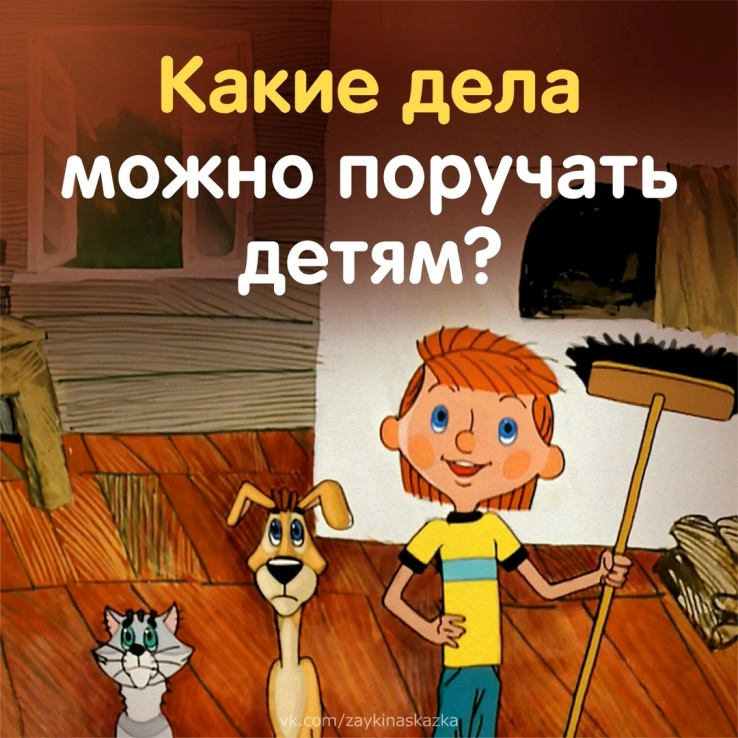 Какие дела
можно поручать
детям?
vk.com/zaykinaskazka